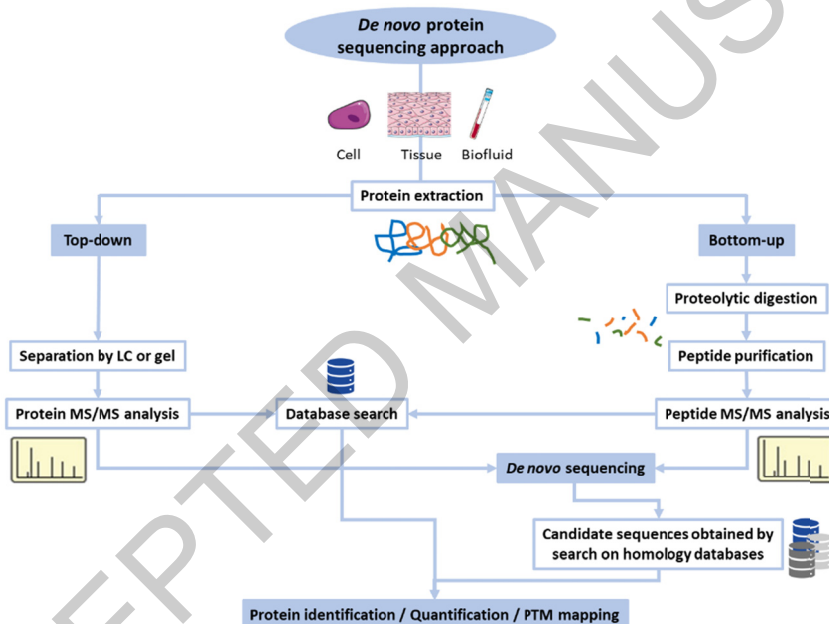 De novo protein
sequencing approach
Cell
Tissue
Biofluid
Protein extraction
Top-down
Bottom-up
Proteolytic digestion
Separation by LC or gel
Peptide purification
Protein MS/MS analysis
Database search
Peptide MS/MS analysis
De novo sequencing
Candidate sequences obtained by
search on homology databases
Protein identification / Quantification / PTM mapping
EPTED MANUS